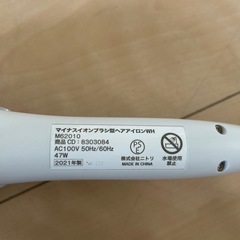 マイナスイオンブラシ型ヘアアイロンWH
M62010
商品CD:8303084
AC100V 50Hz/60Hz
47W
2021年製
PSE
株式会社ニトリ
MADE IN CHINA
水場使用
禁止